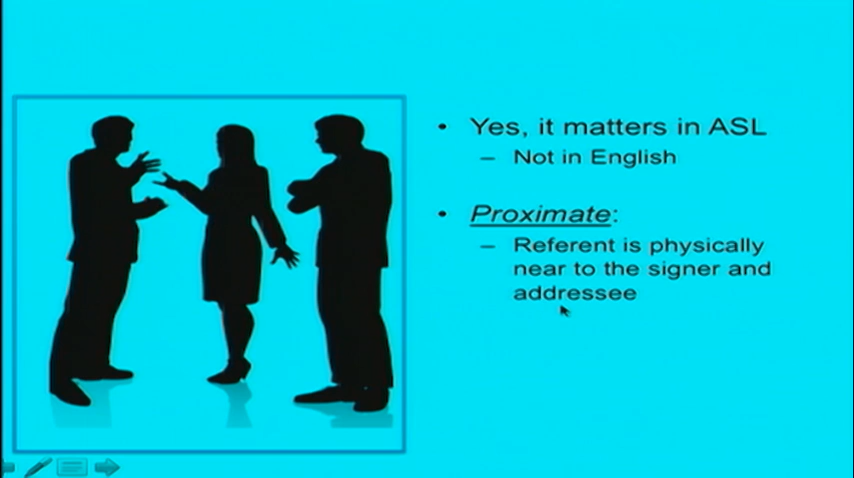 • Yes, it matters in ASL
– Not in English
• Proximate:
– Referent is physically
near to the signer and
addressee